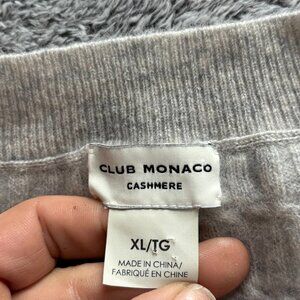 CLUB MONACO
CASHMERE
XL/TG
MADE IN CHINA/
FABRIQUÉ EN CHINE